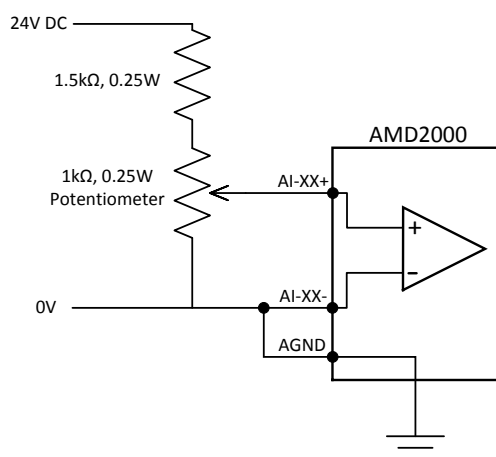 24V DC
1.5kΩ, 0.25W
AMD2000
1kΩ, 0.25W
Potentiometer
AI-XX+
+
-
AI-XX-
0V
AGND